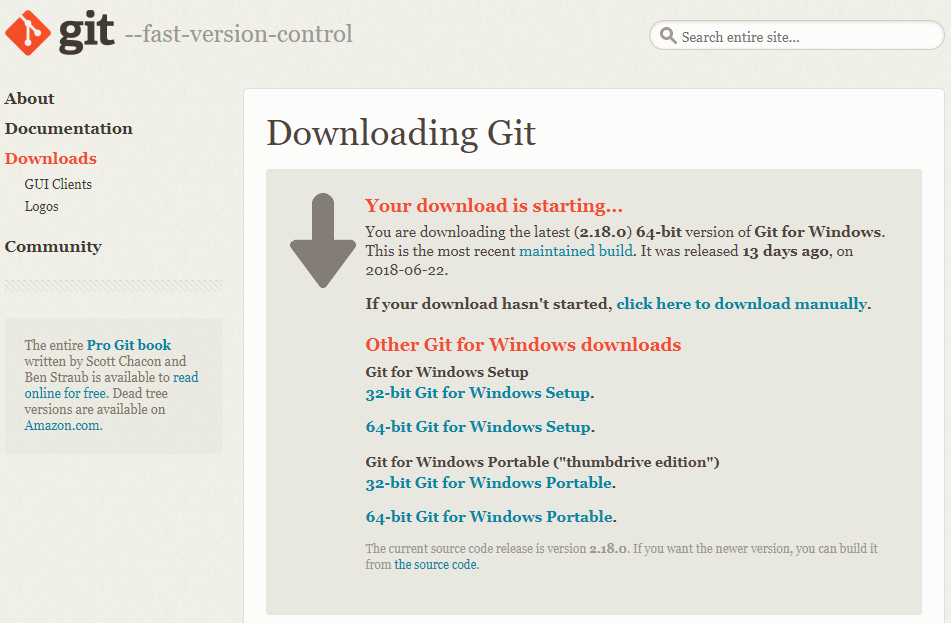 git --fast-version-control
Search entire site...
About
Documentation
Downloads
GUI Clients
Logos
Community
The entire Pro Git book
written by Scott Chacon and
Ben Straub is available to read
online for free. Dead tree
versions are available on
Amazon.com.
Downloading Git
Your download is starting...
You are downloading the latest (2.18.0) 64-bit version of Git for Windows.
This is the most recent maintained build. It was released 13 days ago, on
2018-06-22.
If your download hasn't started, click here to download manually.
Other Git for Windows downloads
Git for Windows Setup
32-bit Git for Windows Setup.
64-bit Git for Windows Setup.
Git for Windows Portable ("thumbdrive edition")
32-bit Git for Windows Portable.
64-bit Git for Windows Portable.
The current source code release is version 2.18.0. If you want the newer version, you can build it
from the source code.